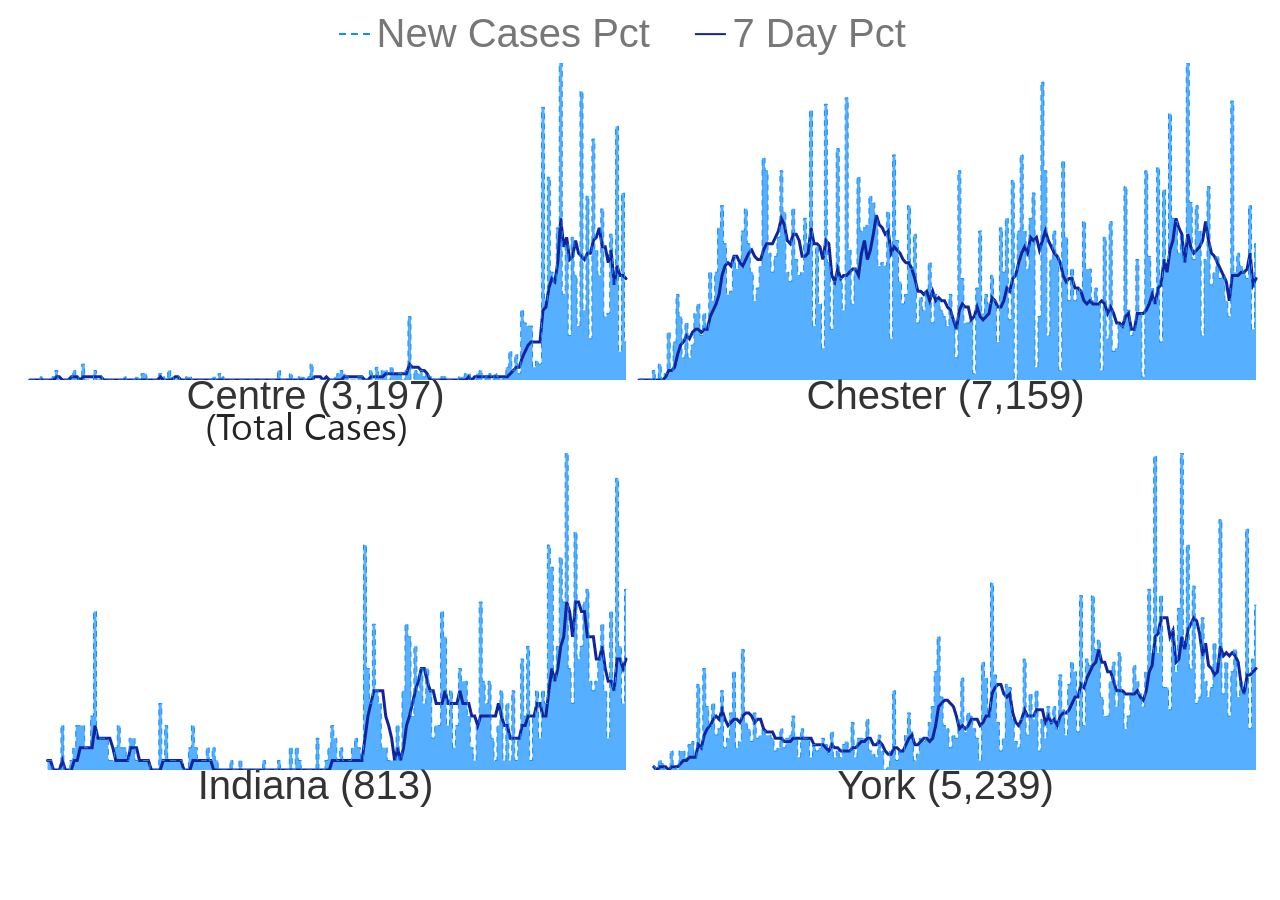 New Cases Pct 7 Day Pct
Centre (3,197)
(Total Cases)
Chester (7,159)
Indiana (813)
York (5,239)